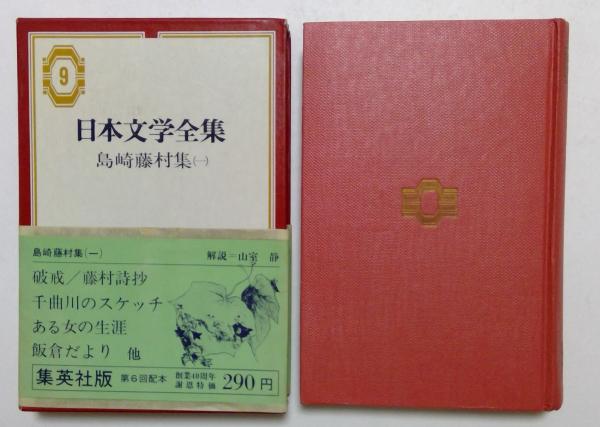 9
日本文学全集
島崎藤村集(一)
島崎藤村集(一) 解説=山室 静
破戒/藤村詩抄
千曲川のスケッチ
ある女の生涯
飯倉だより 他
集英社版 第6回配本 創業40周年 謝恩特価 290円